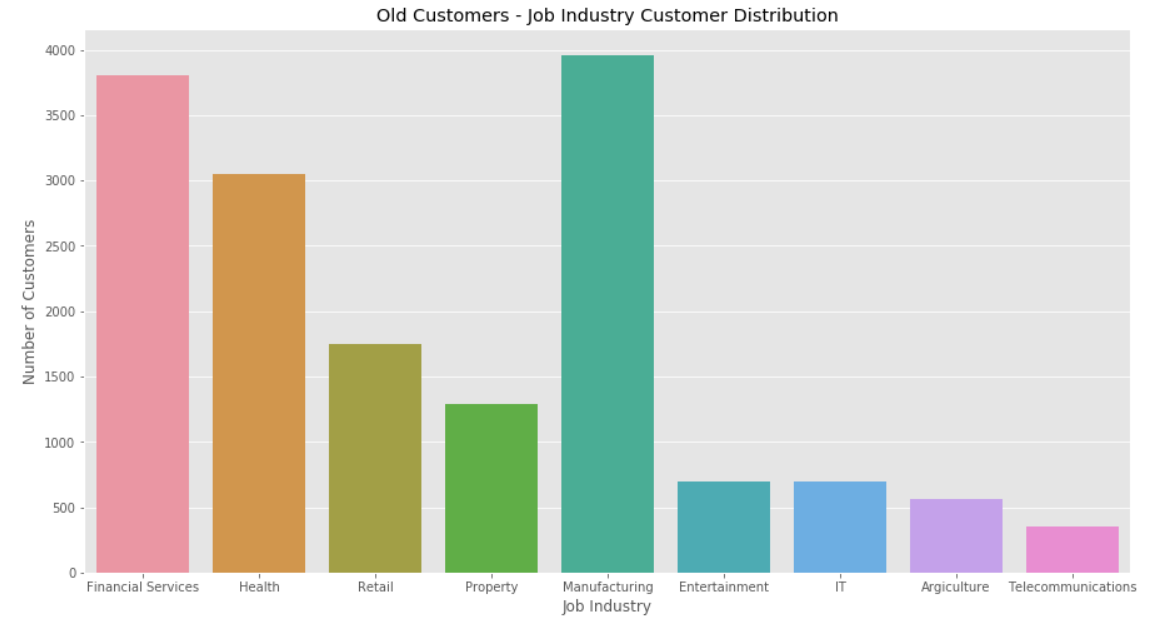 Old Customers - Job Industry Customer Distribution
4000
3500
3000
2500
2000
1500
1000
500
0
Number of Customers
Financial Services
Health
Retail
Property
Manufacturing
Entertainment
IT
Argiculture
Telecommunications
Job Industry